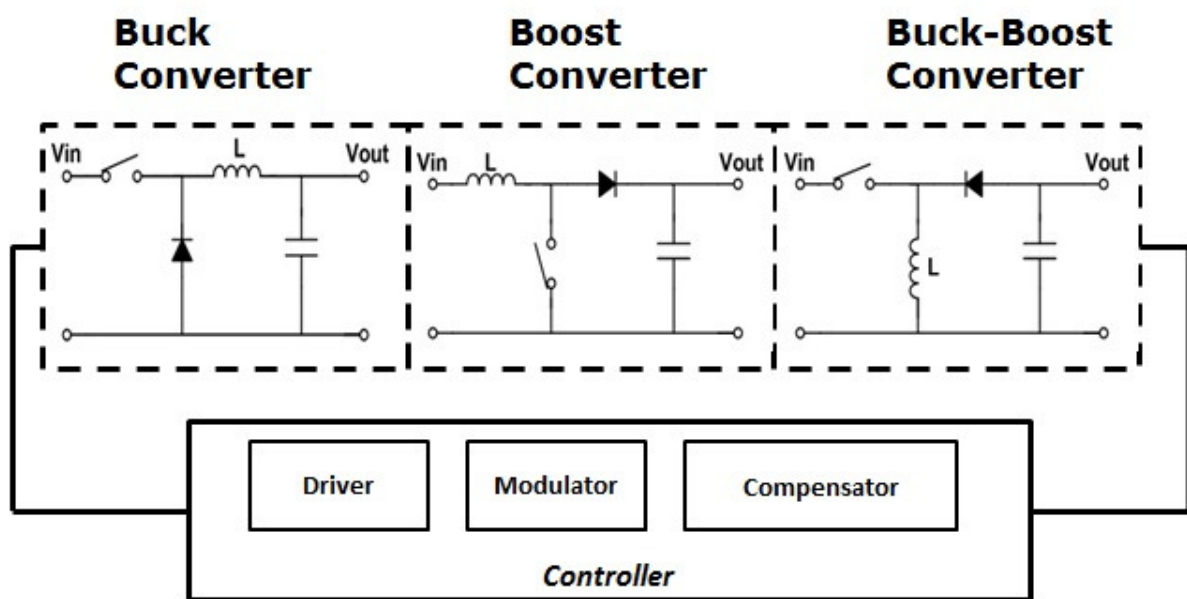 Buck
Converter
Boost
Converter
Buck-Boost
Converter
Vin
L
Vout
Vin
L
Vout
Vin
Vout
L
Driver
Modulator
Compensator
Controller